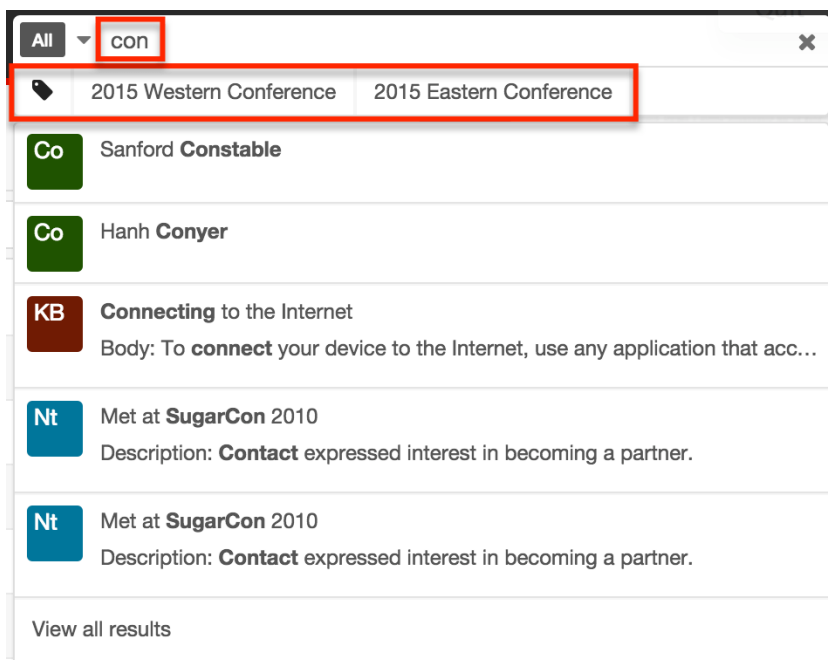 All con
2015 Western Conference 2015 Eastern Conference
Co Sanford Constable
Co Hanh Conyer
KB Connecting to the Internet
Body: To connect your device to the Internet, use any application that acc...
Nt Met at SugarCon 2010
Description: Contact expressed interest in becoming a partner.
Nt Met at SugarCon 2010
Description: Contact expressed interest in becoming a partner.
View all results